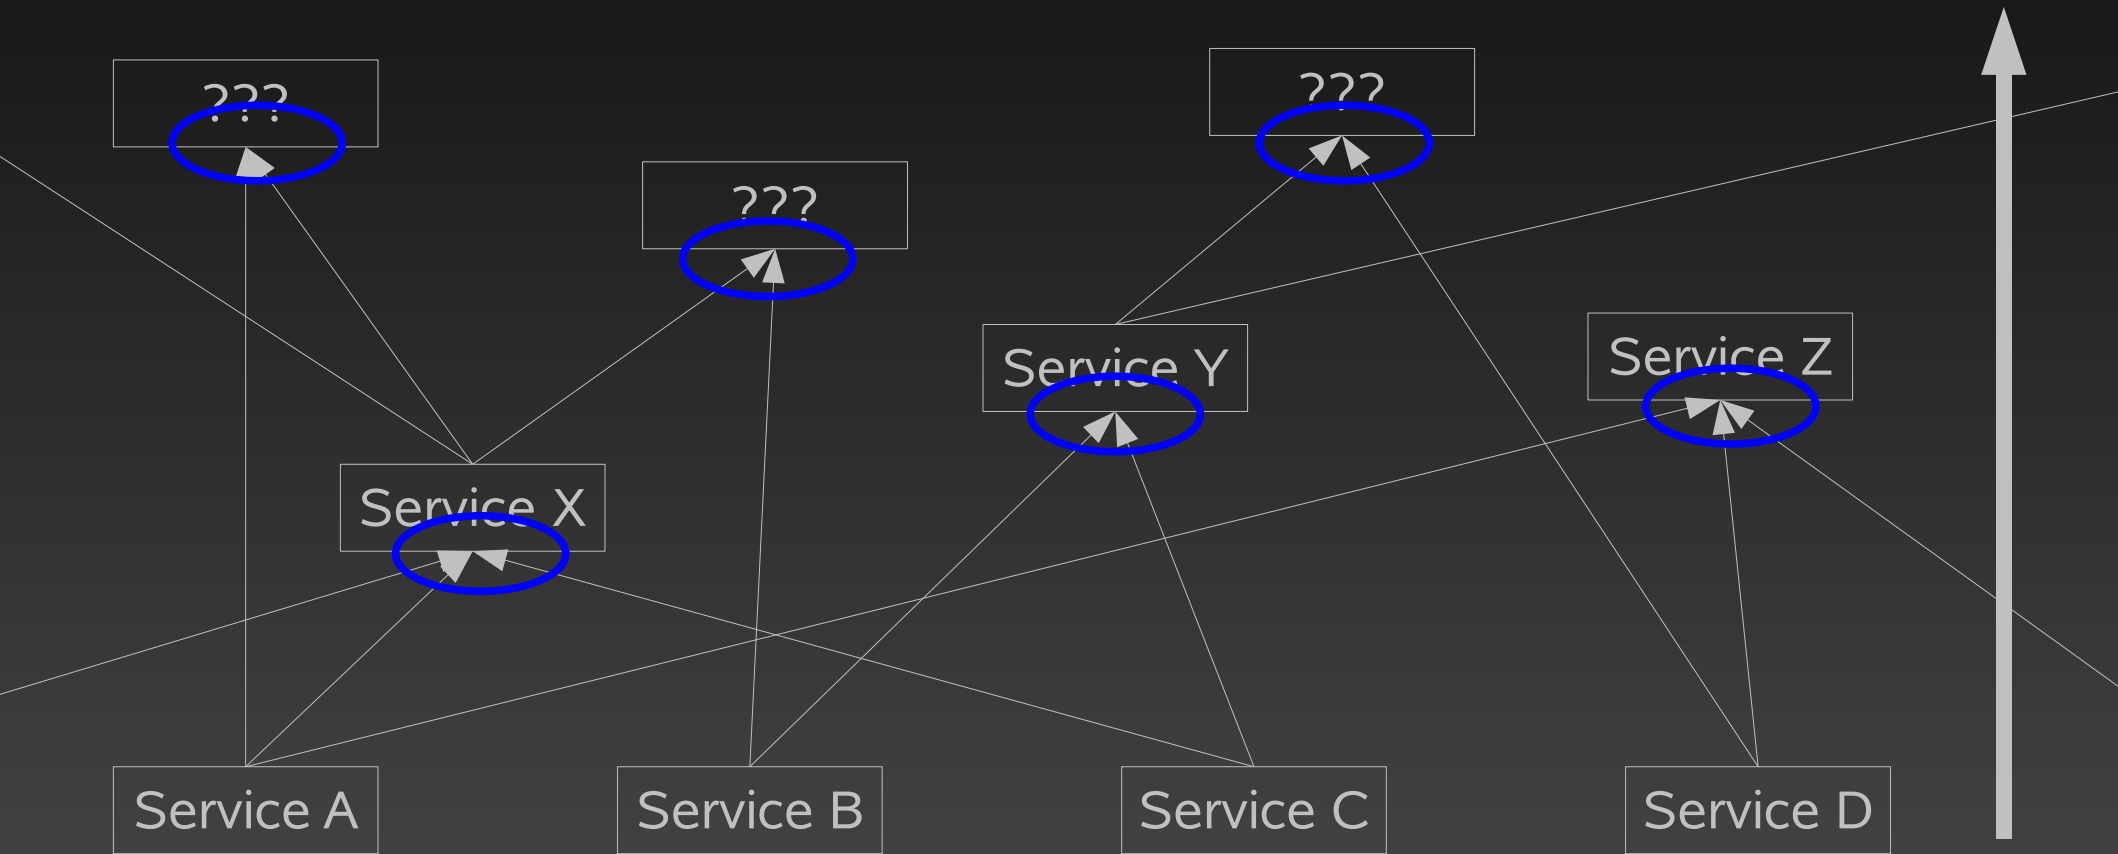 ???
???
???
Service Y
Service Z
Service X
Service A
Service B
Service C
Service D